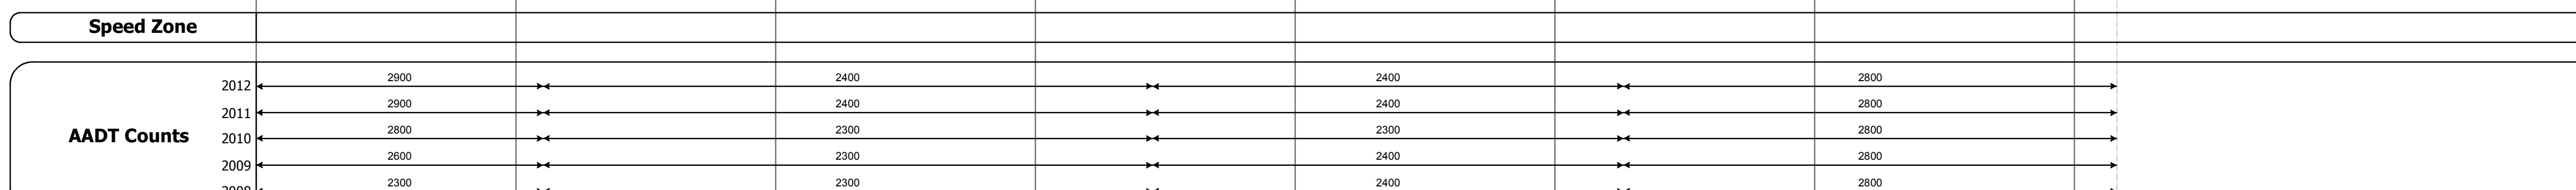 Speed Zone
2012 2900 2400 2400 2800
2011 2900 2400 2400 2800
AADT Counts
2010 2800 2300 2300 2800
2009 2600 2300 2400 2800
2008 2300 2300 2400 2800